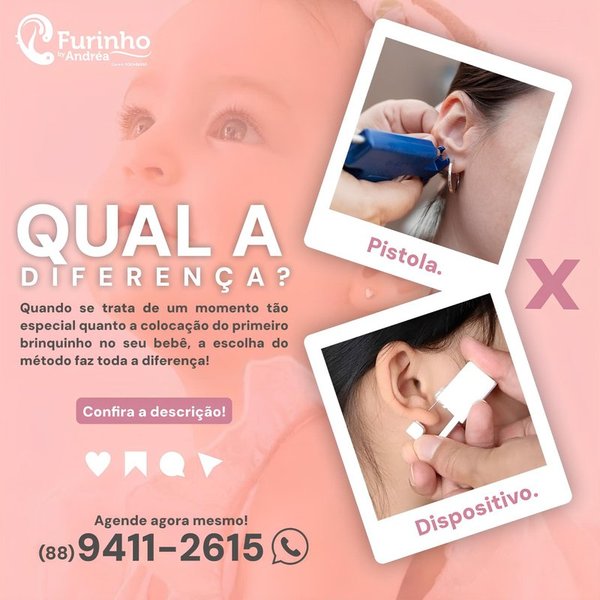 Furinho
by Andréa
QUAL A
DIFERENÇA?
Quando se trata de um momento tão
especial quanto a colocação do primeiro
brinquinho no seu bebê, a escolha do
método faz toda a diferença!
Confira a descrição!
Agende agora mesmo!
(88) 9411-2615
Pistola.
X
Dispositivo.